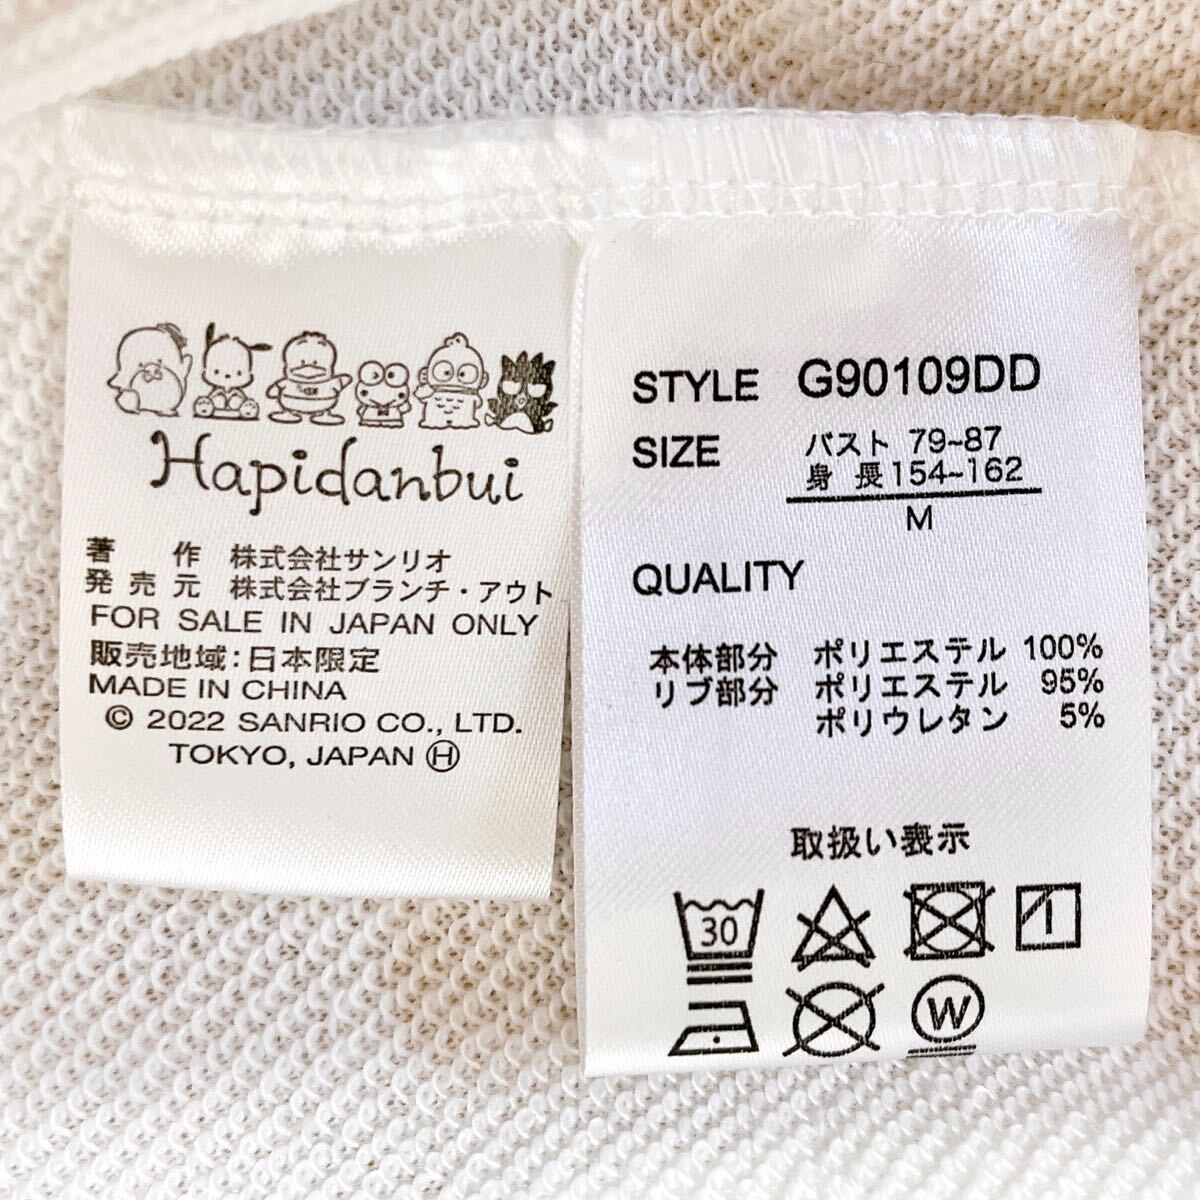 Hapidanbui
著 作 株式会社サンリオ
発売元 株式会社ブランチ・アウト
FOR SALE IN JAPAN ONLY
販売地域:日本限定
MADE IN CHINA
© 2022 SANRIO CO., LTD.
TOKYO, JAPAN Ⓗ
STYLE G90109DD
SIZE バスト 79~87
身 長 154~162
M
QUALITY
本体部分 ポリエステル 100%
リブ部分 ポリエステル 95%
ポリウレタン 5%
取扱い表示
30
W